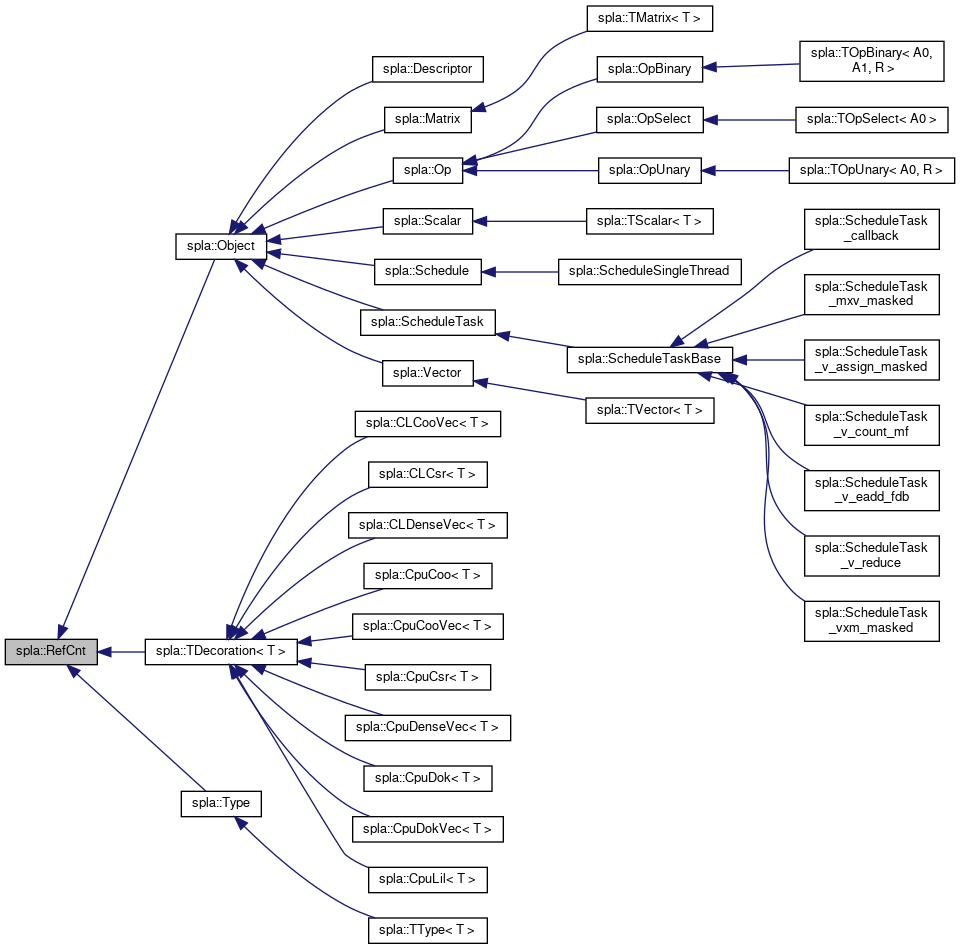 spla::RefCnt
spla::Object
spla::TDecoration< T >
spla::Type
spla::Descriptor
spla::Matrix
spla::Op
spla::Scalar
spla::Schedule
spla::ScheduleTask
spla::Vector
spla::CLCooVec< T >
spla::CLCsr< T >
spla::CLDenseVec< T >
spla::CpuCoo< T >
spla::CpuCooVec< T >
spla::CpuCsr< T >
spla::CpuDenseVec< T >
spla::CpuDok< T >
spla::CpuDokVec< T >
spla::CpuLil< T >
spla::TType< T >
spla::TMatrix< T >
spla::OpBinary
spla::OpSelect
spla::OpUnary
spla::TScalar< T >
spla::ScheduleSingleThread
spla::ScheduleTaskBase
spla::TVector< T >
spla::TOpBinary< A0,
A1, R >
spla::TOpSelect< A0 >
spla::TOpUnary< A0, R >
spla::ScheduleTask
_callback
spla::ScheduleTask
_mxv_masked
spla::ScheduleTask
_v_assign_masked
spla::ScheduleTask
_v_count_mf
spla::ScheduleTask
_v_eadd_fdb
spla::ScheduleTask
_v_reduce
spla::ScheduleTask
_vxm_masked